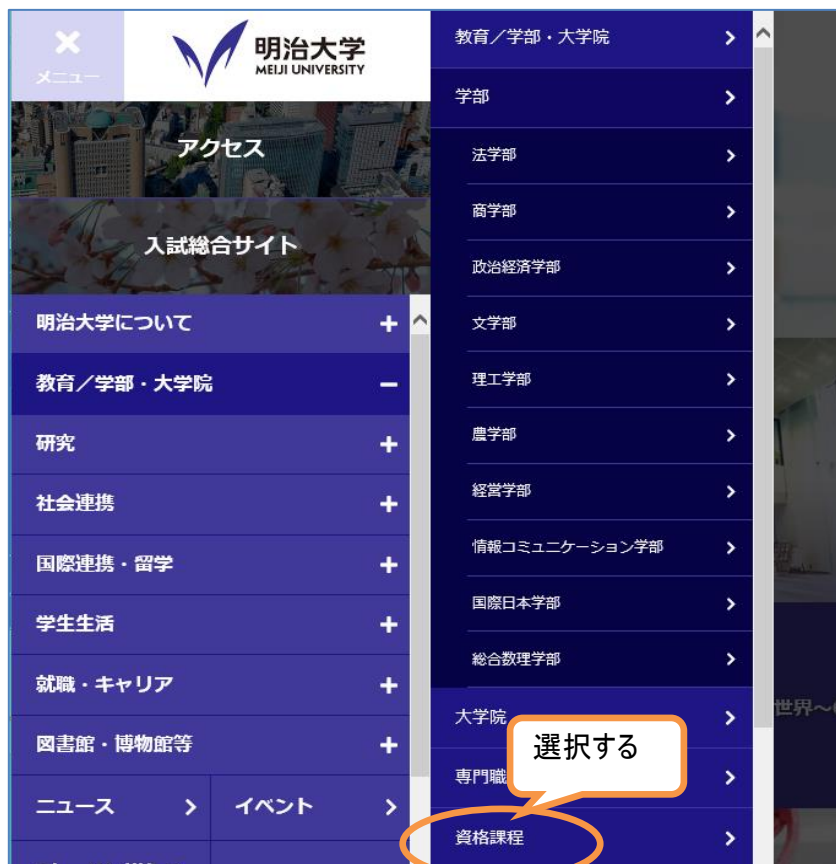 メニュー
明治大学
MEIJI UNIVERSITY
アクセス
入試総合サイト
明治大学について
教育／学部・大学院
研究
社会連携
国際連携・留学
学生生活
就職・キャリア
図書館・博物館等
ニュース
イベント
教育／学部・大学院
学部
法学部
商学部
政治経済学部
文学部
理工学部
農学部
経営学部
情報コミュニケーション学部
国際日本学部
総合数理学部
大学院
選択する
専門職
資格課程
世界～